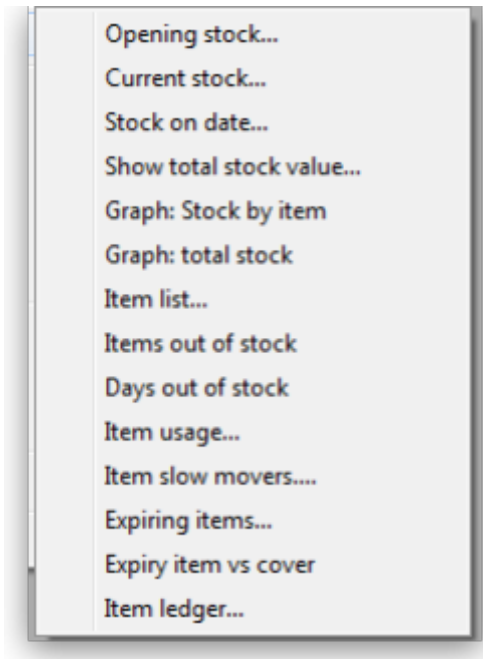 Opening stock...
Current stock...
Stock on date...
Show total stock value...
Graph: Stock by item
Graph: total stock
Item list...
Items out of stock
Days out of stock
Item usage...
Item slow movers....
Expiring items...
Expiry item vs cover
Item ledger...